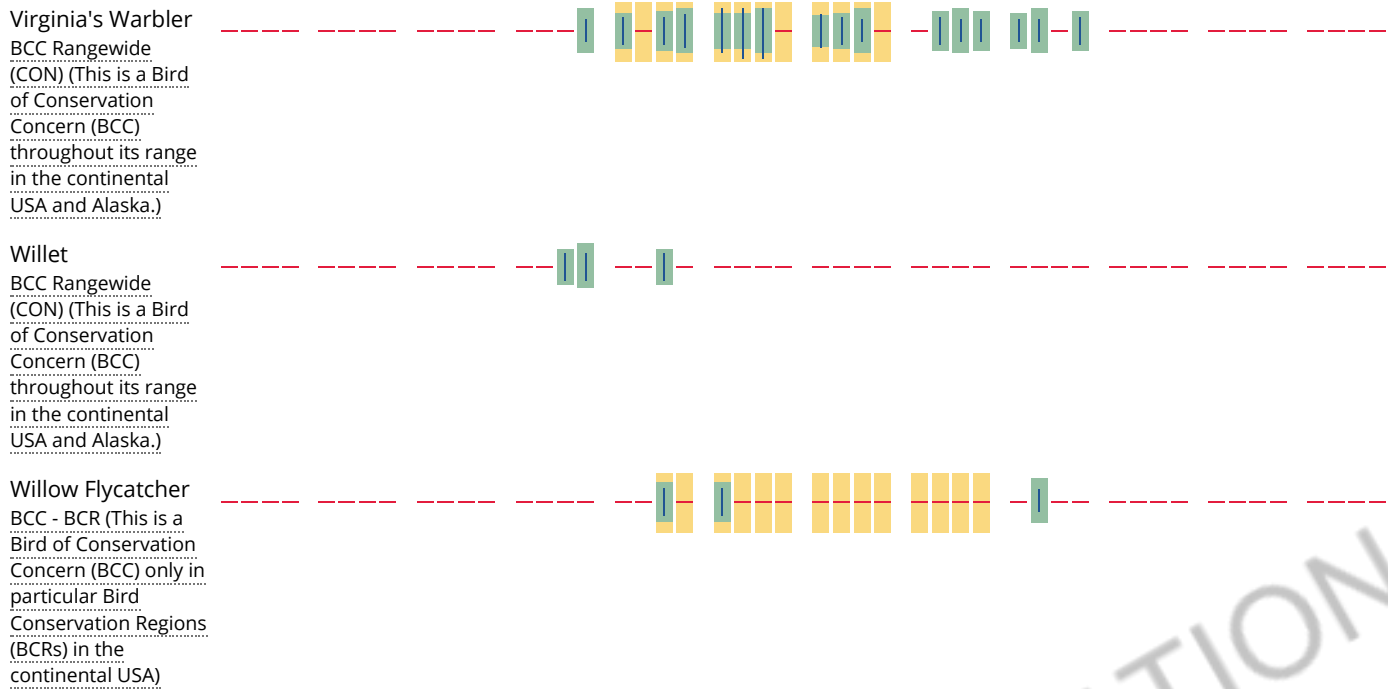 Virginia's Warbler
BCC Rangewide
(CON) (This is a Bird
of Conservation
Concern (BCC)
throughout its range
in the continental
USA and Alaska.)
Willet
BCC Rangewide
(CON) (This is a Bird
of Conservation
Concern (BCC)
throughout its range
in the continental
USA and Alaska.)
Willow Flycatcher
BCC - BCR (This is a
Bird of Conservation
Concern (BCC) only in
particular Bird
Conservation Regions
(BCRs) in the
continental USA)
TION